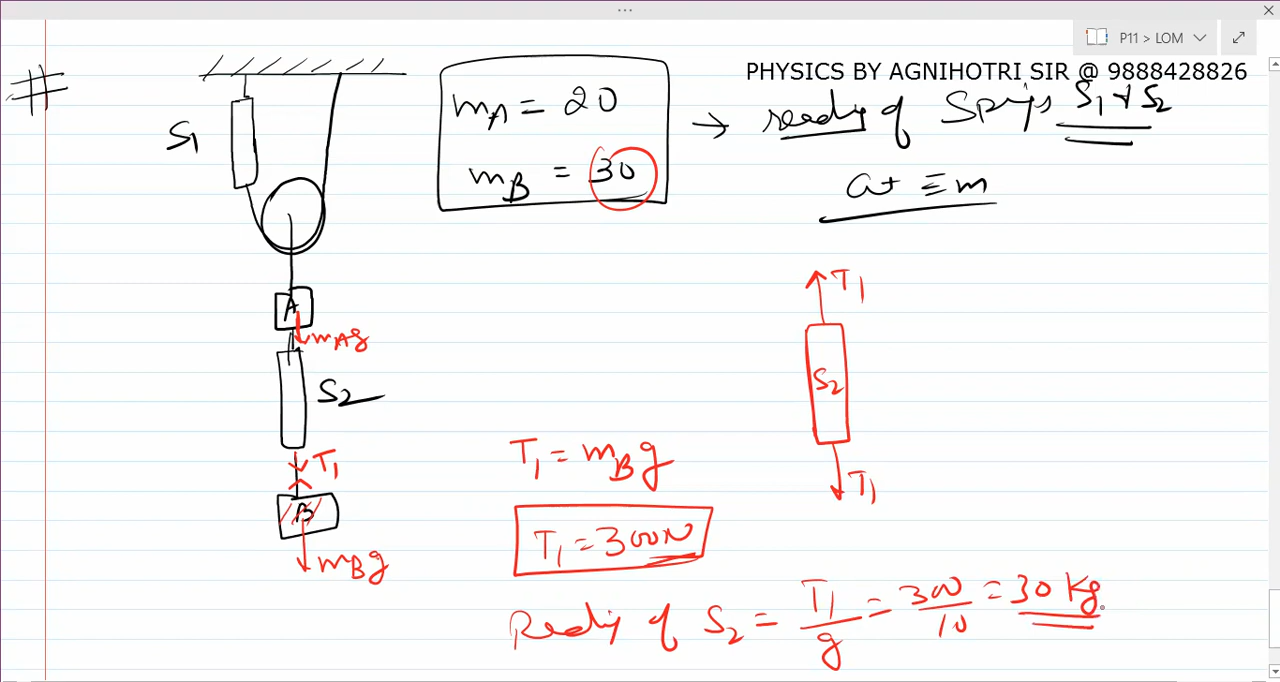 P11 > LOM
PHYSICS BY AGNIHOTRI SIR @ 9888428826
#
S1
mA = 20
mB = 30
→ reading of Springs S1 & S2
at ≡m
A
mAg
S2
T1
B
mBg
T1
S2
T1
T1 = mBg
T1 = 300N
Reading of S2 = T1/g = 300/10 = 30 Kg